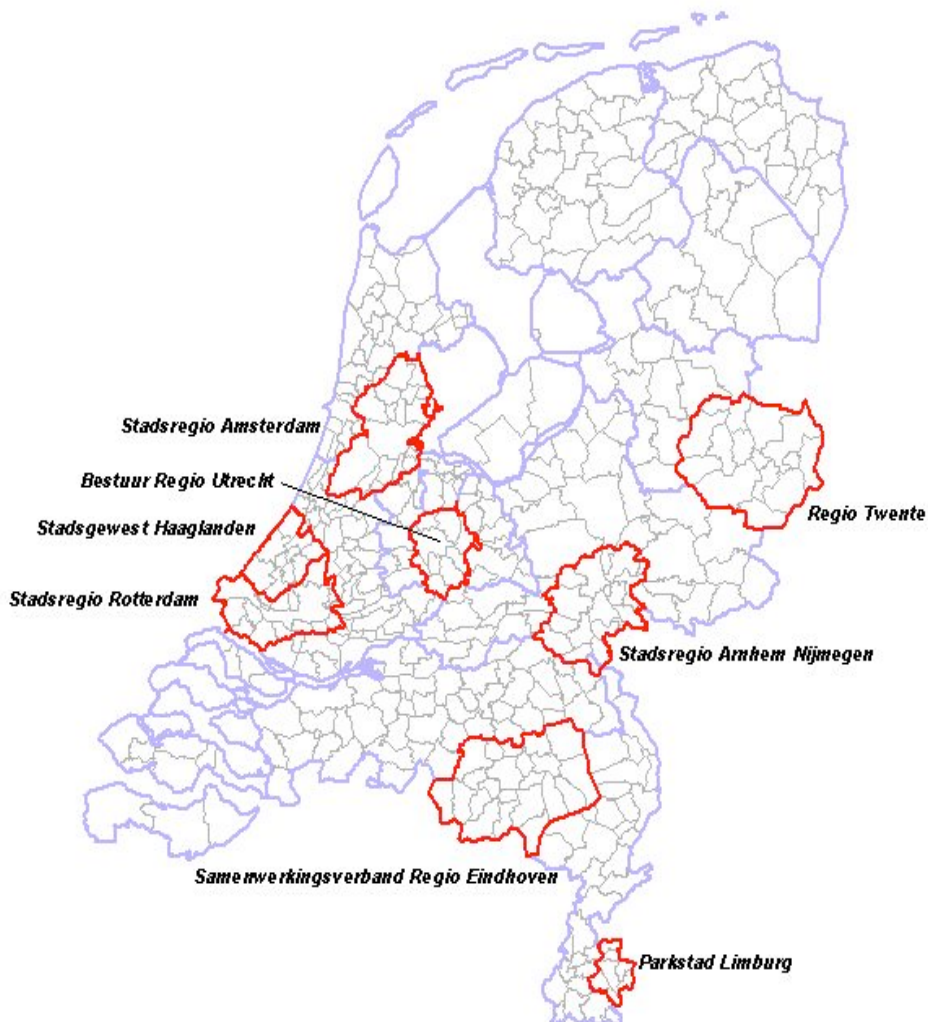 Stadsregio Amsterdam
Bestuur Regio Utrecht
Stadsgewest Haaglanden
Regio Twente
Stadsregio Rotterdam
Stadsregio Arnhem Nijmegen
Samenwerkingsverband Regio Eindhoven
Parkstad Limburg